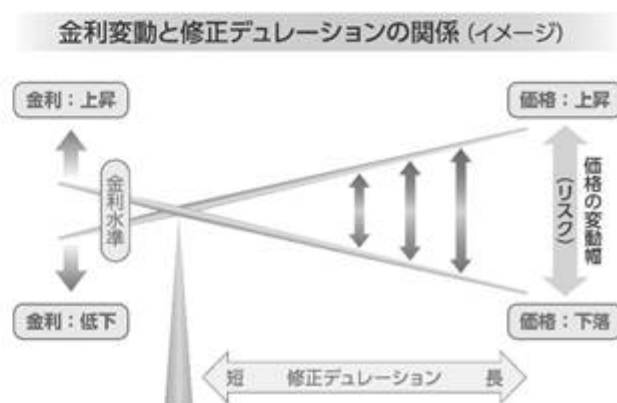 金利変動と修正デュレーションの関係（イメージ）
金利：上昇
価格：上昇
金利水準
価格の変動幅
（リスク）
金利：低下
価格：下落
短 修正デュレーション 長